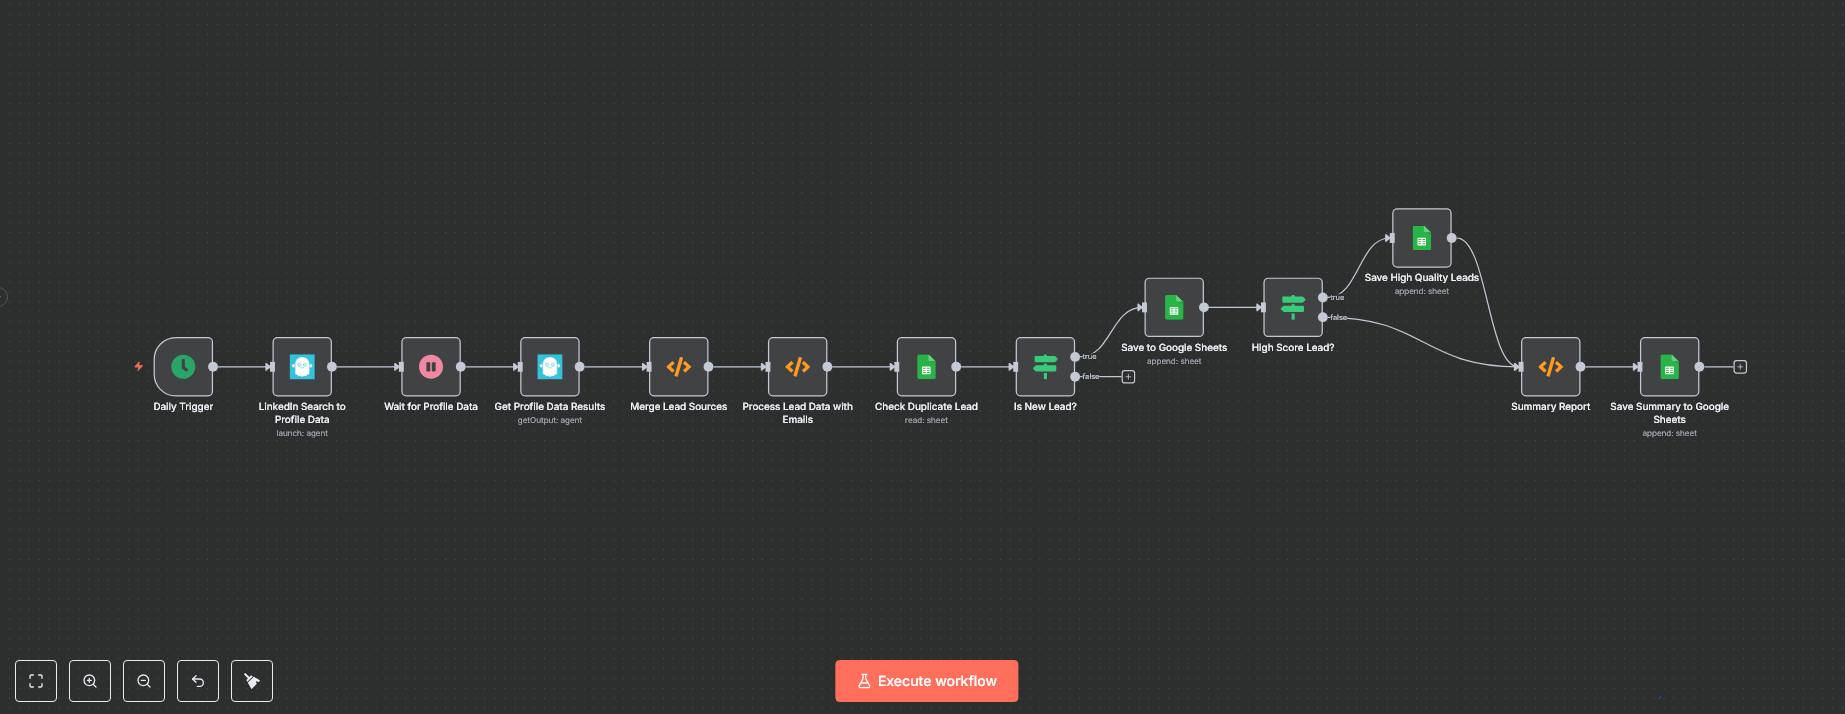 Save High Quality Leads
append: sheet
true
false
Save to Google Sheets
append: sheet
High Score Lead?
true
false
Daily Trigger
LinkedIn Search to
Profile Data
launch: agent
Wait for Profile Data
Get Profile Data Results
getOutput: agent
Merge Lead Sources
Process Lead Data with
Emails
Check Duplicate Lead
read: sheet
Is New Lead?
Summary Report
Save Summary to Google
Sheets
append: sheet
Execute workflow